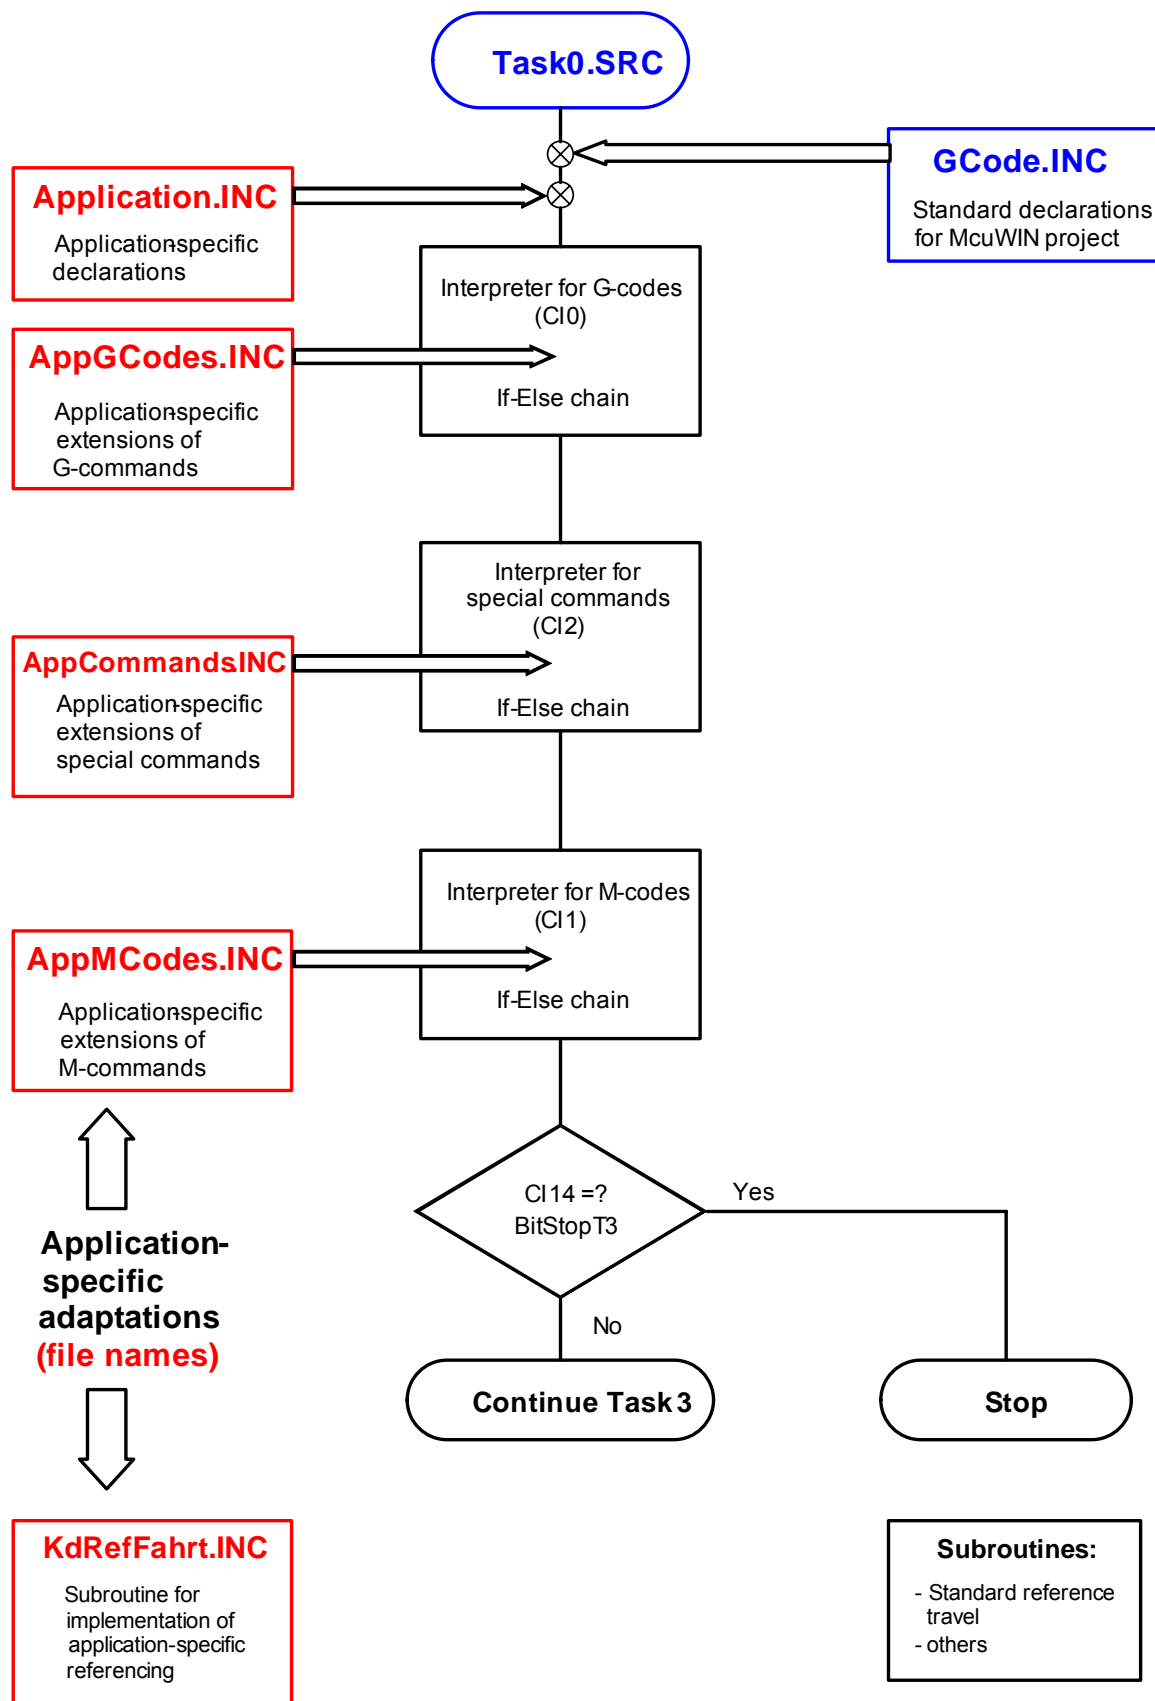 Task0.SRC
GCode.INC
Standard declarations
for McuWIN project
Application.INC
Application-specific
declarations
Interpreter for G-codes
(CI0)
If-Else chain
AppGCodes.INC
Application-specific
extensions of
G-commands
Interpreter for
special commands
(CI2)
If-Else chain
AppCommands.INC
Application-specific
extensions of
special commands
Interpreter for M-codes
(CI1)
If-Else chain
AppMCodes.INC
Application-specific
extensions of
M-commands
CI14 =?
BitStopT3
Yes
No
Application-
specific
adaptations
(file names)
Continue Task 3
Stop
KdRefFahrt.INC
Subroutine for
implementation of
application-specific
referencing
Subroutines:
- Standard reference
travel
- others